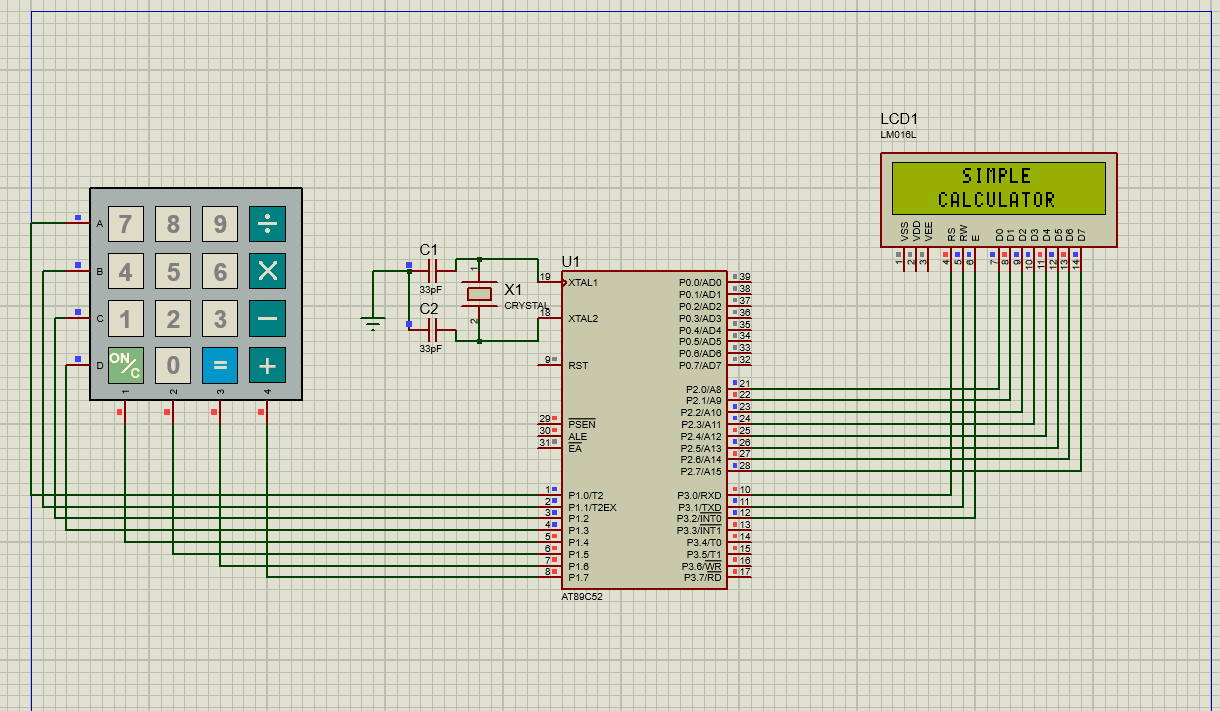 LCD1
LM016L
SIMPLE
CALCULATOR
VSS VDD VEE RS RW E D0 D1 D2 D3 D4 D5 D6 D7
1 2 3 4 5 6 7 8 9 10 11 12 13 14
A 7 8 9 ÷
B 4 5 6 X
C 1 2 3 −
D ON/C 0 = +
1 2 3 4
C1
33pF
C2
33pF
X1
CRYSTAL
1
2
U1
19 XTAL1
18 XTAL2
9 RST
29 PSEN
30 ALE
31 EA
1 P1.0/T2
2 P1.1/T2EX
3 P1.2
4 P1.3
5 P1.4
6 P1.5
7 P1.6
8 P1.7
P0.0/AD0 39
P0.1/AD1 38
P0.2/AD2 37
P0.3/AD3 36
P0.4/AD4 35
P0.5/AD5 34
P0.6/AD6 33
P0.7/AD7 32
P2.0/A8 21
P2.1/A9 22
P2.2/A10 23
P2.3/A11 24
P2.4/A12 25
P2.5/A13 26
P2.6/A14 27
P2.7/A15 28
P3.0/RXD 10
P3.1/TXD 11
P3.2/INT0 12
P3.3/INT1 13
P3.4/T0 14
P3.5/T1 15
P3.6/WR 16
P3.7/RD 17
AT89C52